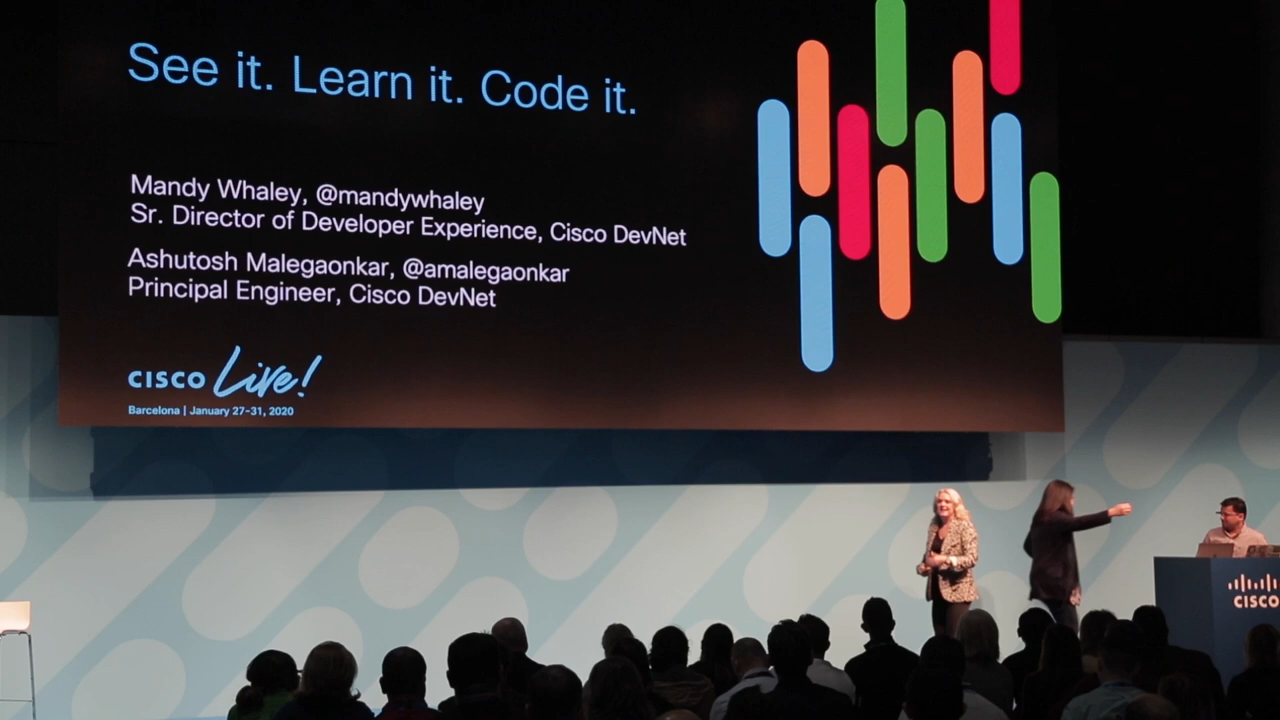 See it. Learn it. Code it.
Mandy Whaley, @mandywhaley
Sr. Director of Developer Experience, Cisco DevNet
Ashutosh Malegaonkar, @amalegaonkar
Principal Engineer, Cisco DevNet
CISCO Live!
Barcelona | January 27-31, 2020
CISCO